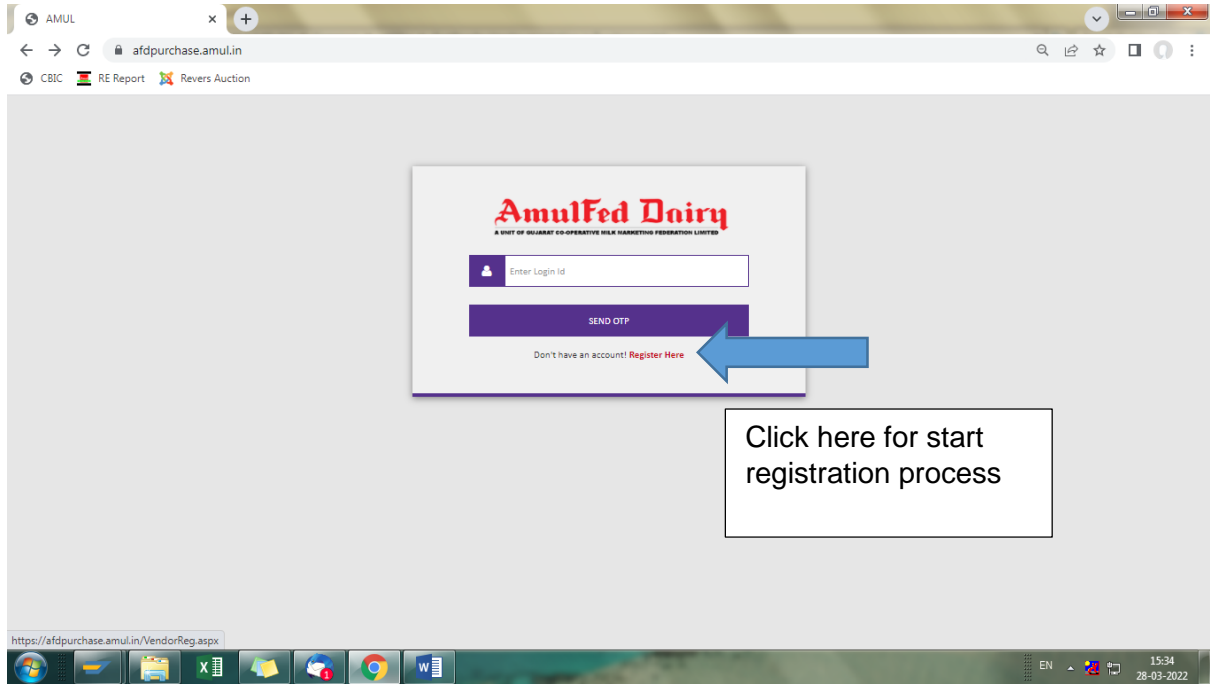 AMUL
afdpurchase.amul.in
CBIC RE Report Revers Auction
AmulFed Dairy
A UNIT OF GUJARAT CO-OPERATIVE MILK MARKETING FEDERATION LIMITED
Enter Login Id
SEND OTP
Don't have an account! Register Here
Click here for start
registration process
https://afdpurchase.amul.in/VendorReg.aspx
EN 15:34
28-03-2022